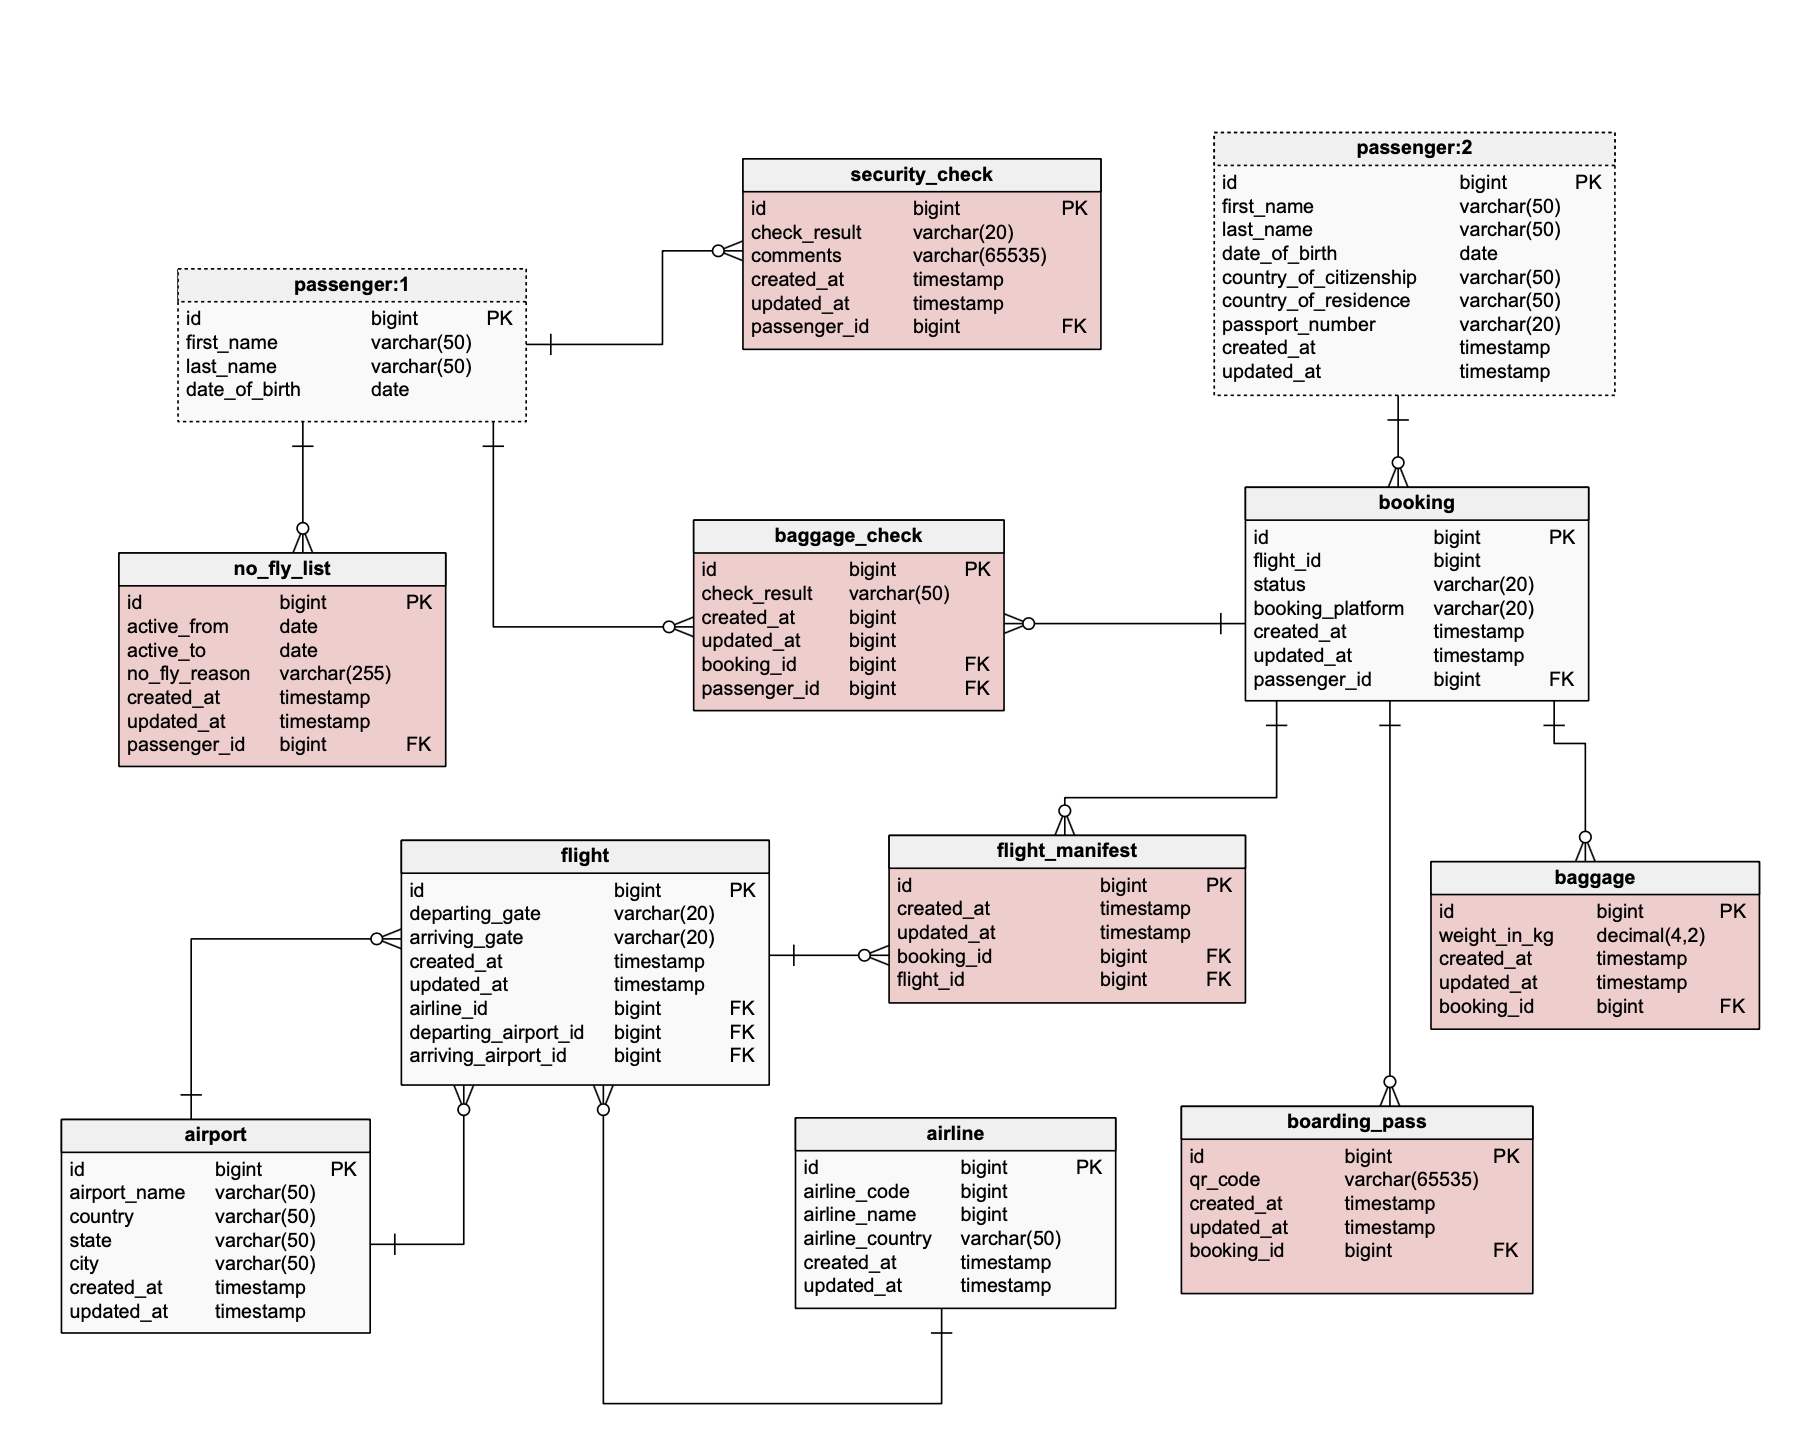 passenger:2
id bigint PK
first_name varchar(50)
last_name varchar(50)
date_of_birth date
country_of_citizenship varchar(50)
country_of_residence varchar(50)
passport_number varchar(20)
created_at timestamp
updated_at timestamp
security_check
id bigint PK
check_result varchar(20)
comments varchar(65535)
created_at timestamp
updated_at timestamp
passenger_id bigint FK
passenger:1
id bigint PK
first_name varchar(50)
last_name varchar(50)
date_of_birth date
booking
id bigint PK
flight_id bigint
status varchar(20)
booking_platform varchar(20)
created_at timestamp
updated_at timestamp
passenger_id bigint FK
baggage_check
id bigint PK
check_result varchar(50)
created_at bigint
updated_at bigint
booking_id bigint FK
passenger_id bigint FK
no_fly_list
id bigint PK
active_from date
active_to date
no_fly_reason varchar(255)
created_at timestamp
updated_at timestamp
passenger_id bigint FK
flight
id bigint PK
departing_gate varchar(20)
arriving_gate varchar(20)
created_at timestamp
updated_at timestamp
airline_id bigint FK
departing_airport_id bigint FK
arriving_airport_id bigint FK
flight_manifest
id bigint PK
created_at timestamp
updated_at timestamp
booking_id bigint FK
flight_id bigint FK
baggage
id bigint PK
weight_in_kg decimal(4,2)
created_at timestamp
updated_at timestamp
booking_id bigint FK
airport
id bigint PK
airport_name varchar(50)
country varchar(50)
state varchar(50)
city varchar(50)
created_at timestamp
updated_at timestamp
airline
id bigint PK
airline_code bigint
airline_name bigint
airline_country varchar(50)
created_at timestamp
updated_at timestamp
boarding_pass
id bigint PK
qr_code varchar(65535)
created_at timestamp
updated_at timestamp
booking_id bigint FK